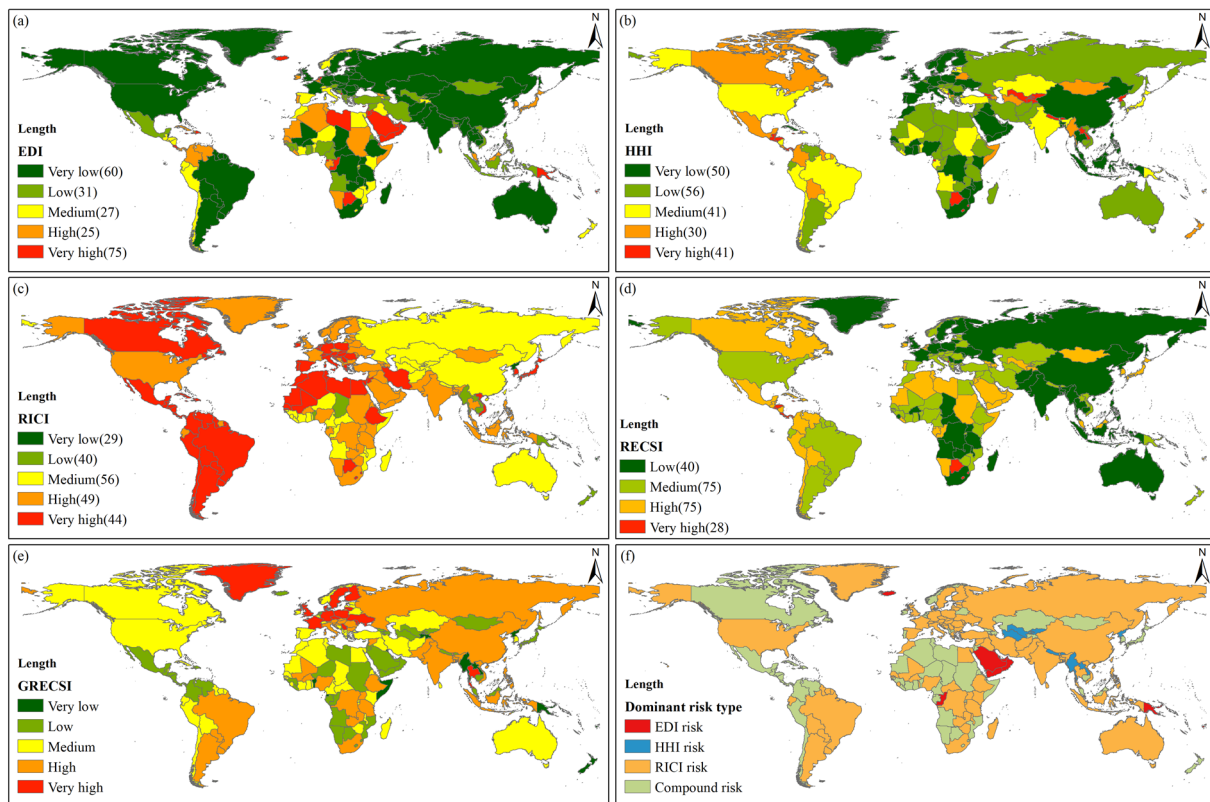 (a)
N
Length
EDI
Very low(60)
Low(31)
Medium(27)
High(25)
Very high(75)
(b)
N
Length
HHI
Very low(50)
Low(56)
Medium(41)
High(30)
Very high(41)
(c)
Length
RICI
Very low(29)
Low(40)
Medium(56)
High(49)
Very high(44)
(d)
N
Length
RECSI
Low(40)
Medium(75)
High(75)
Very high(28)
(e)
N
Length
GRECSI
Very low
Low
Medium
High
Very high
(f)
N
Length
Dominant risk type
EDI risk
HHI risk
RICI risk
Compound risk